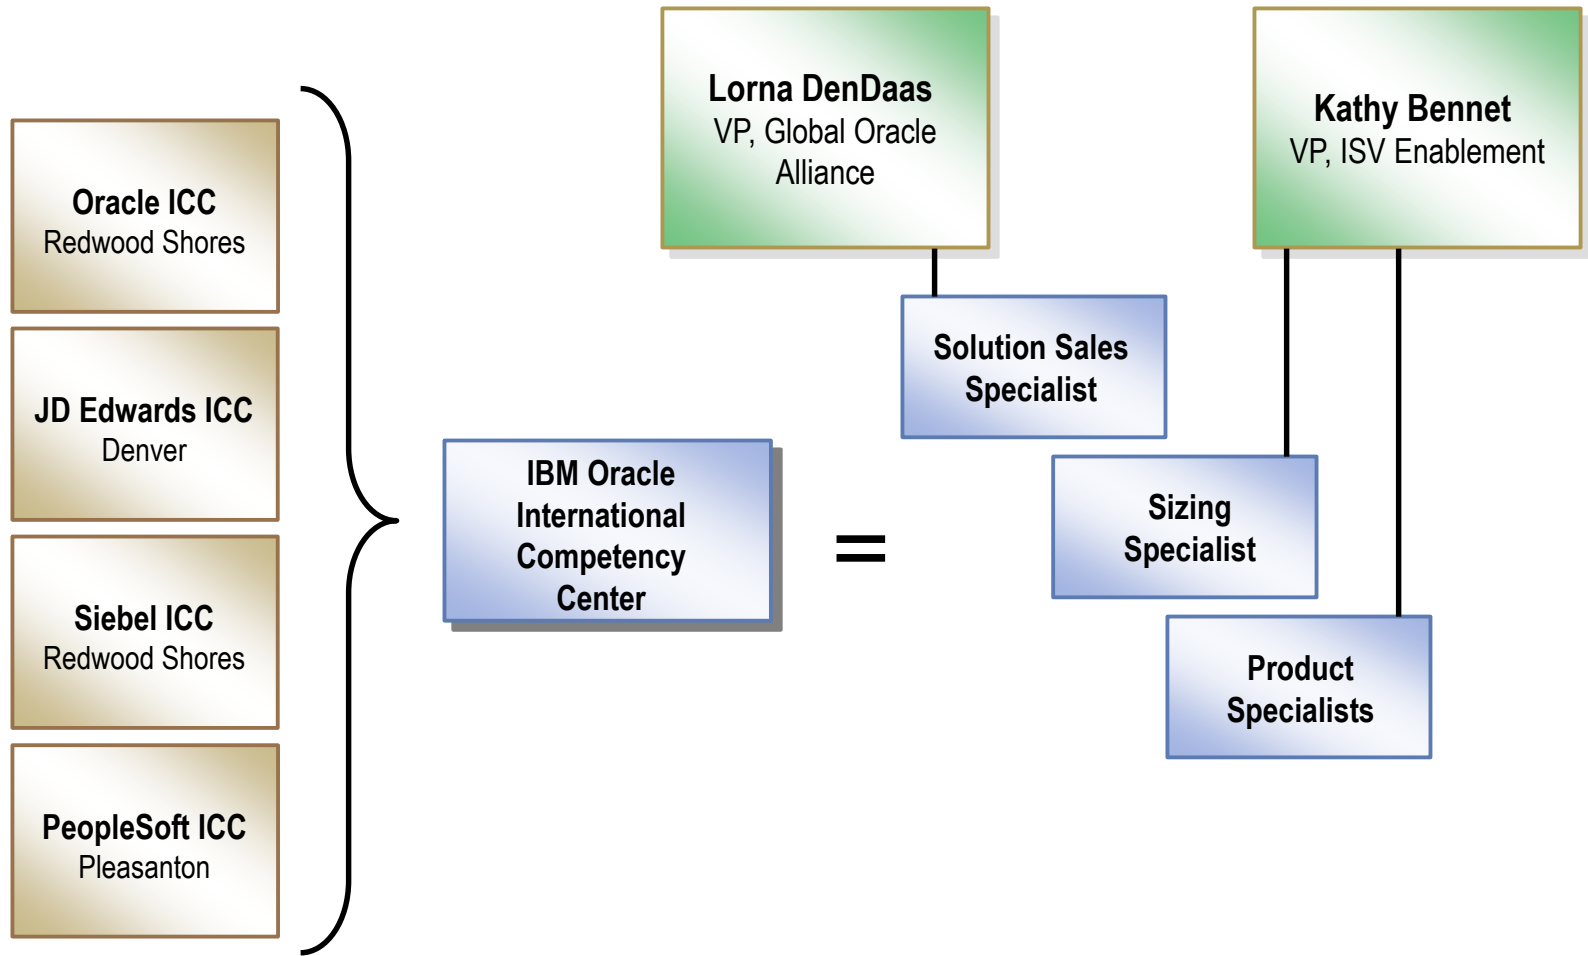 Oracle ICC
Redwood Shores
JD Edwards ICC
Denver
Siebel ICC
Redwood Shores
PeopleSoft ICC
Pleasanton
IBM Oracle
International
Competency
Center
=
Lorna DenDaas
VP, Global Oracle
Alliance
Kathy Bennet
VP, ISV Enablement
Solution Sales
Specialist
Sizing
Specialist
Product
Specialists